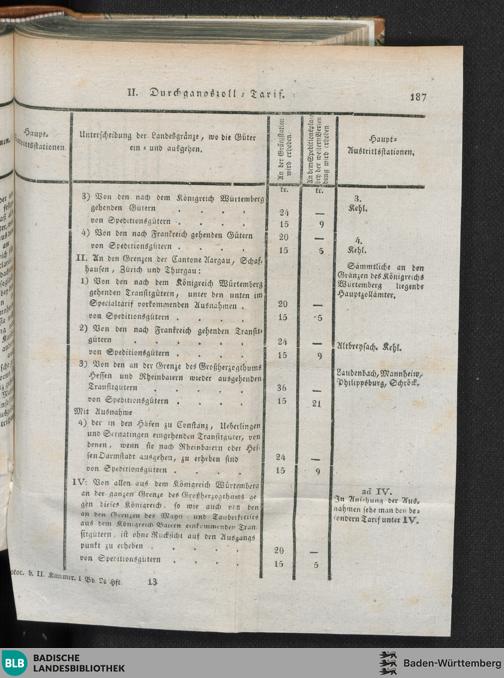 II. Durchgangszoll-Tarif.
187
Haupt-
Eintrittsstationen.
Unterscheidung der Landesgränze, wo die Güter
ein- und ausgehen.
An der Gränzstation
wird erhoben.
wird erhoben
Haupt-
Austrittsstationen.
kr.
kr.
3) Von den nach dem Königreich Würtemberg
gehenden Gütern . . . . 24 —
3.
Kehl.
von Speditionsgütern . . . . 15 9
4) Von nach Frankreich gehenden Gütern 20 —
4.
von Speditionsgütern . . . . 15 5
Kehl.
II. An den Grenzen der Cantone Aargau, Schaf-
hausen, Zürich und Thurgau:
Sämmtliche an den
Gränzen des Königreichs
Würtemberg liegende
Hauptzollämter.
1) Von den nach dem Königreich Würtemberg
gehenden Transitgütern, unter den unten im
Specialtarif vorkommenden Ausnahmen . 20 —
von Speditionsgütern . . . . 15 5
2) Von den nach Frankreich gehenden Transit-
gütern . . . . 24 —
Altbreysach, Kehl.
von Speditionsgütern . . . . 15 9
3) Von den an der Grenze des Großherzogthums
Hessen und Rheinbaiern wieder ausgehenden
Transitgütern . . . . 36 —
Laudenbach, Mannheim,
Philippsburg, Schröck.
von Speditionsgütern . . . . 15 21
Mit Ausnahme
4) der in den Häfen zu Constanz, Ueberlingen
und Sernatingen eingehenden Transitgüter, von
denen, wenn sie nach Rheinbaiern oder Hes-
sen Darmstadt ausgehen, zu erheben sind 24 —
von Speditionsgütern . . . . 15 9
IV. Von allen aus dem Königreich Würtemberg
an der ganzen Grenze des Großherzogthums ge-
gen dieses Königreich, so wie auch von den
an den Grenzen des Mayn- und Tauberkreises
aus dem Königreich Baiern einkommenden Tran-
sitgütern, ist ohne Rücksicht auf den Ausgangs
punkt zu erheben . . . . 20 —
ad IV.
In Ansehung der Aus-
nahmen sehe man den be-
sonderen Tarif unter IV.
von Speditionsgütern . . . . 15 5
b. II. Kammer. 1 Bd. 2s Hft.
13
BLB
BADISCHE
LANDESBIBLIOTHEK
Baden-Württemberg